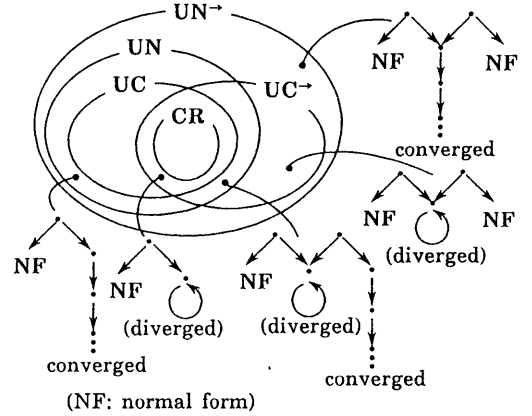 UN→
UN
UC
UC→
CR
NF
NF
converged
NF
NF
(diverged)
NF
NF
NF
(diverged)
(diverged)
converged
converged
(NF: normal form)